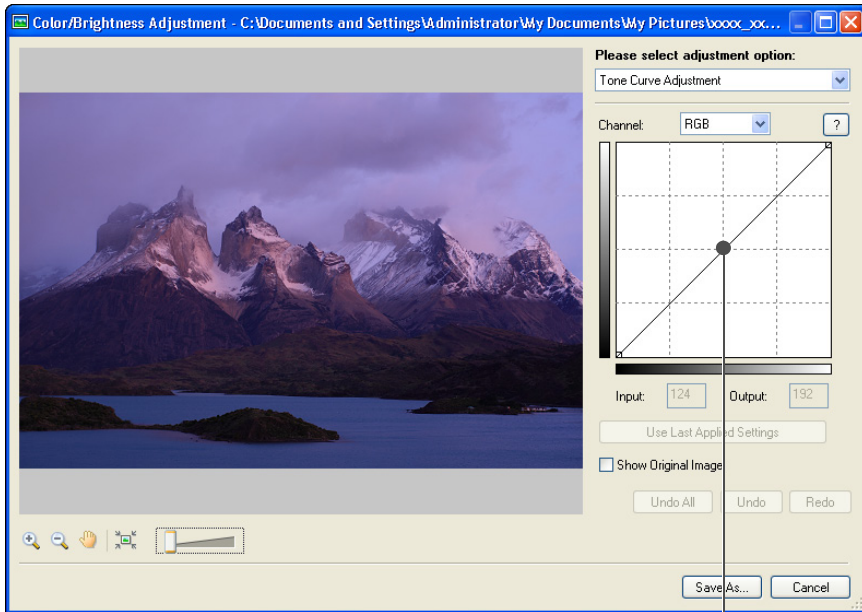 Color/Brightness Adjustment - C:\Documents and Settings\Administrator\My Documents\My Pictures\xxxx_xx...
Please select adjustment option:
Tone Curve Adjustment
Channel: RGB ?
Input: 124 Output: 192
Use Last Applied Settings
Show Original Image
Undo All Undo Redo
Save As... Cancel